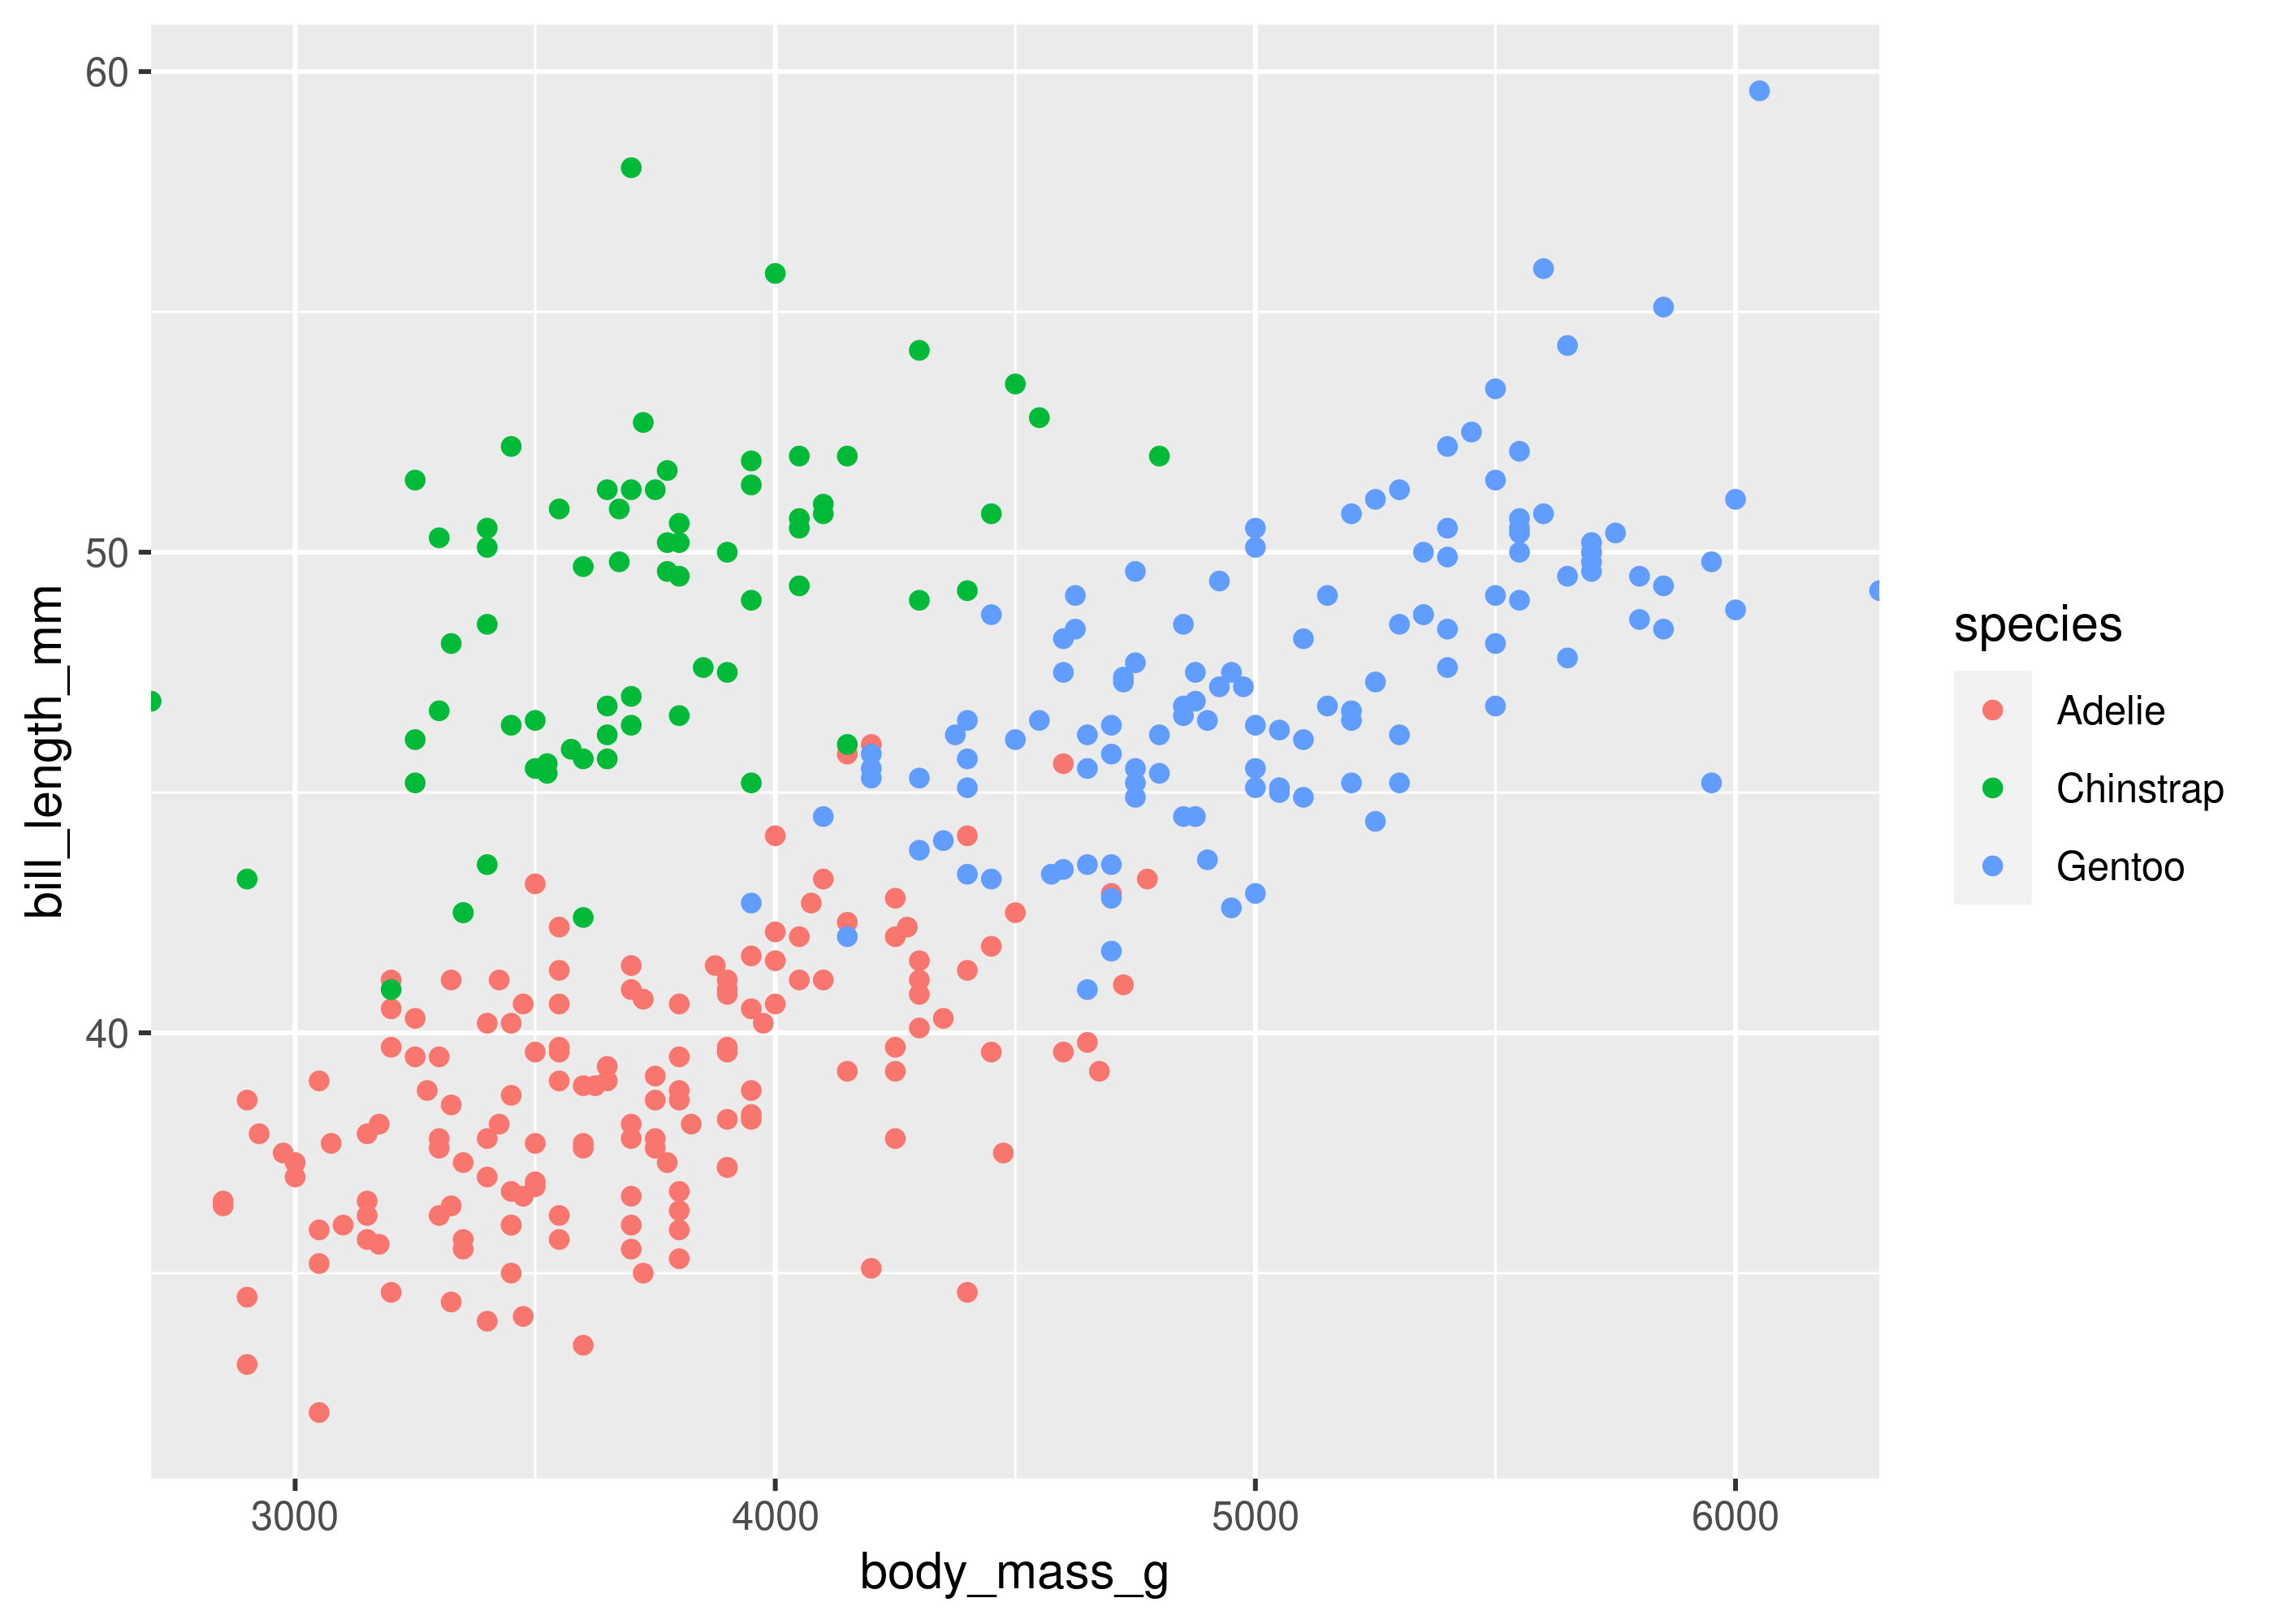 60
50
40
bill_length_mm
3000 4000 5000 6000
body_mass_g
species
Adelie
Chinstrap
Gentoo